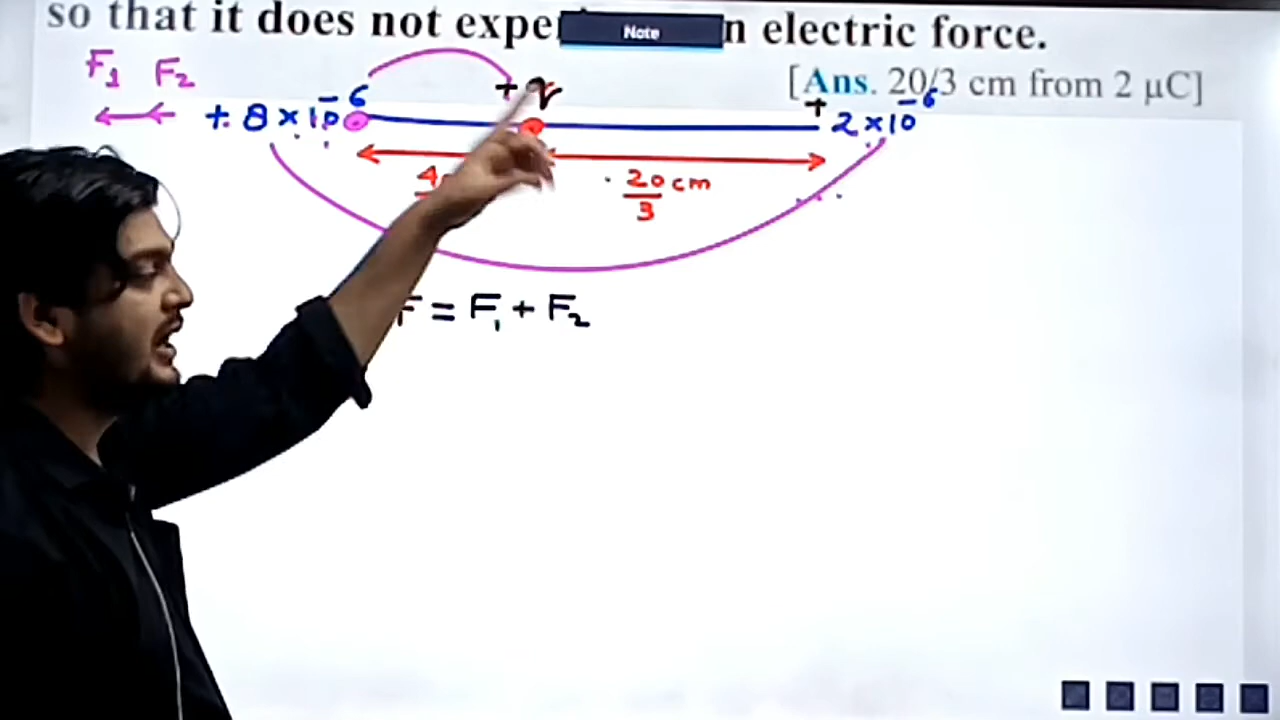 so that it does not
Note
electric force.
[Ans. 20/3 cm from 2 μC]
F₁ F₂
+ 8 × 10⁻⁶
+ q
+ 2 × 10⁻⁶
4
20 cm
3
F = F₁ + F₂